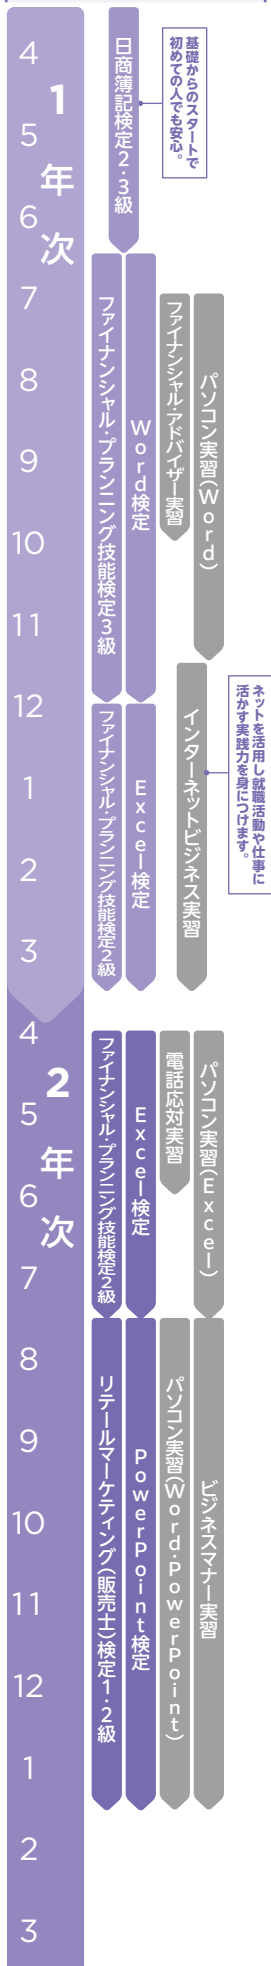 1年次
4
5
6
7
8
9
10
11
12
1
2
3
日商簿記検定2・3級
基礎からのスタートで
初めての人でも安心。
ファイナンシャル・プランニング技能検定3級
Word検定
ファイナンシャル・アドバイザー実習
パソコン実習(Word)
ファイナンシャル・プランニング技能検定2級
Excel検定
インターネットビジネス実習
ネットを活用し就職活動や仕事に
活かす実践力を身につけます。
2年次
4
5
6
7
8
9
10
11
12
1
2
3
ファイナンシャル・プランニング技能検定2級
Excel検定
電話応対実習
パソコン実習(Excel)
リテールマーケティング(販売士)検定1・2級
PowerPoint検定
パソコン実習(Word・PowerPoint)
ビジネスマナー実習